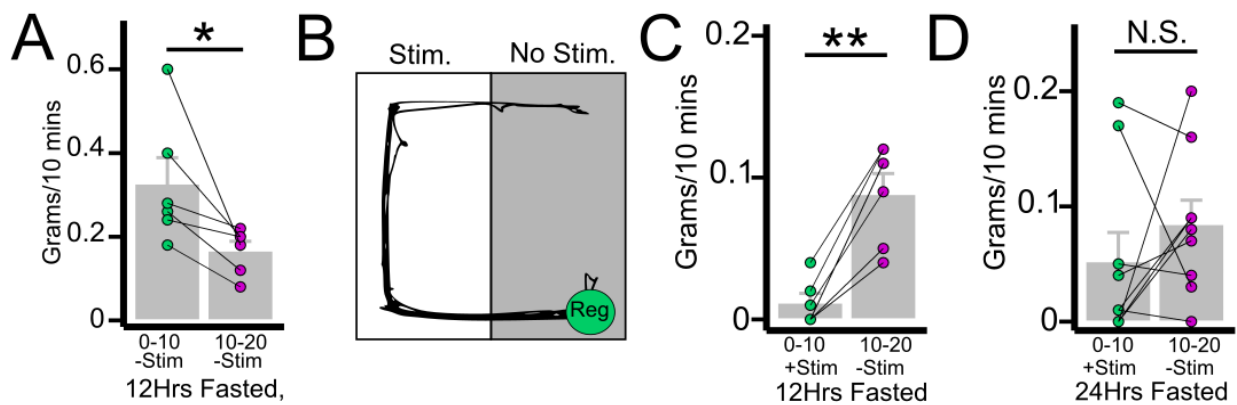 A
*
Grams/10 mins
0.6
0.4
0.2
0
0-10
-Stim
10-20
-Stim
12Hrs Fasted,
B
Stim.
No Stim.
Reg
C
**
Grams/10 mins
0.2
0.1
0
0-10
+Stim
10-20
-Stim
12Hrs Fasted
D
N.S.
Grams/10 mins
0.2
0.1
0
0-10
+Stim
10-20
-Stim
24Hrs Fasted